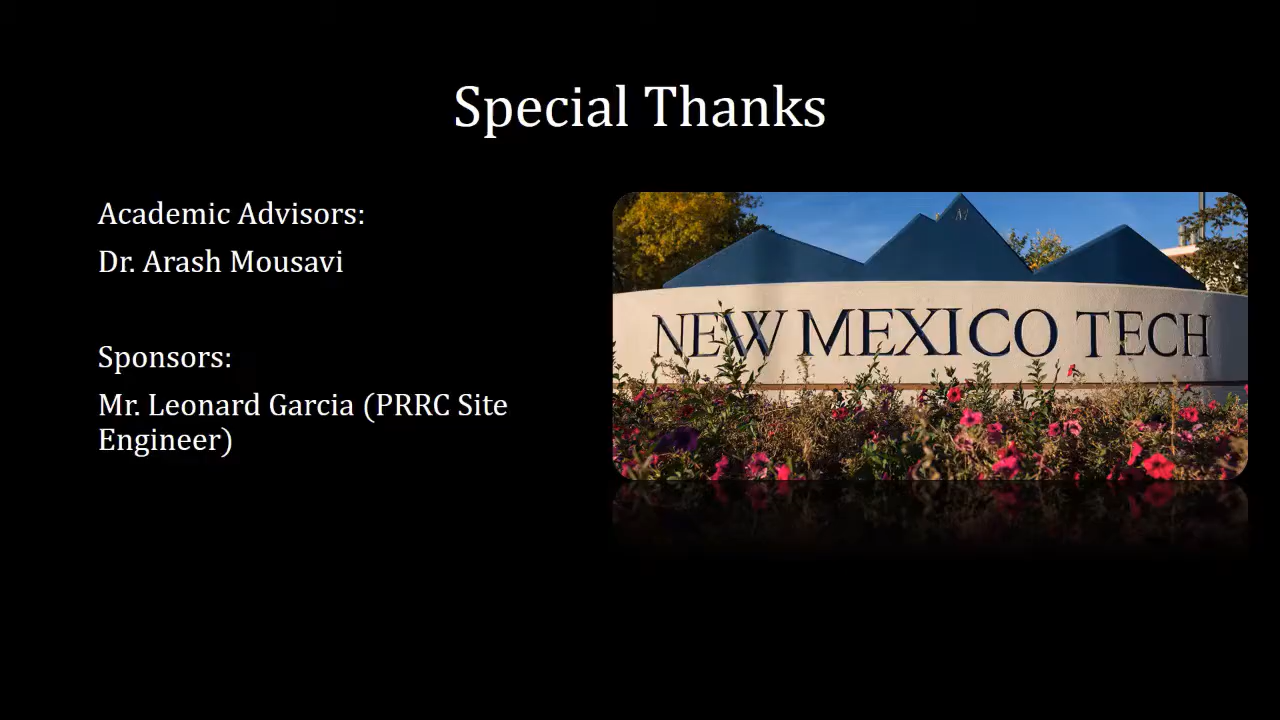 Special Thanks
Academic Advisors:
Dr. Arash Mousavi
Sponsors:
Mr. Leonard Garcia (PRRC Site
Engineer)
M
NEW MEXICO TECH